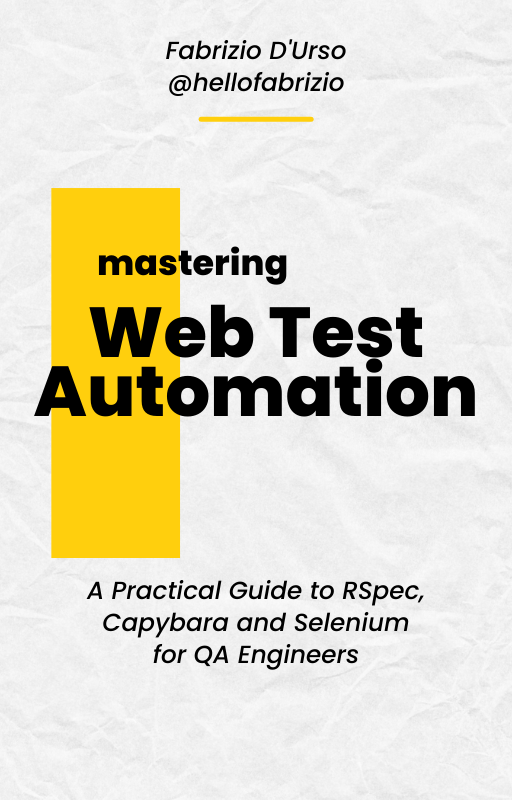 Fabrizio D'Urso
@hellofabrizio
mastering
Web Test
Automation
A Practical Guide to RSpec,
Capybara and Selenium
for QA Engineers